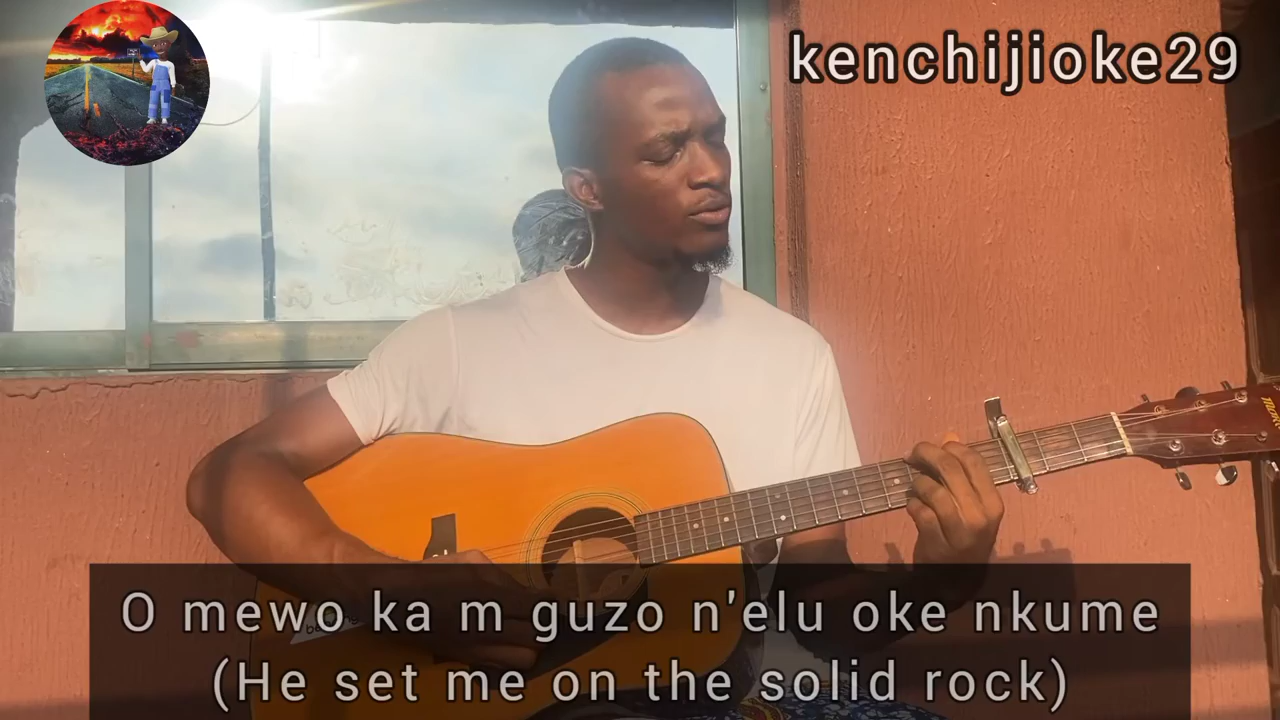 kenchijioke29
O mewo ka m guzo n'elu oke nkume
(He set me on the solid rock)